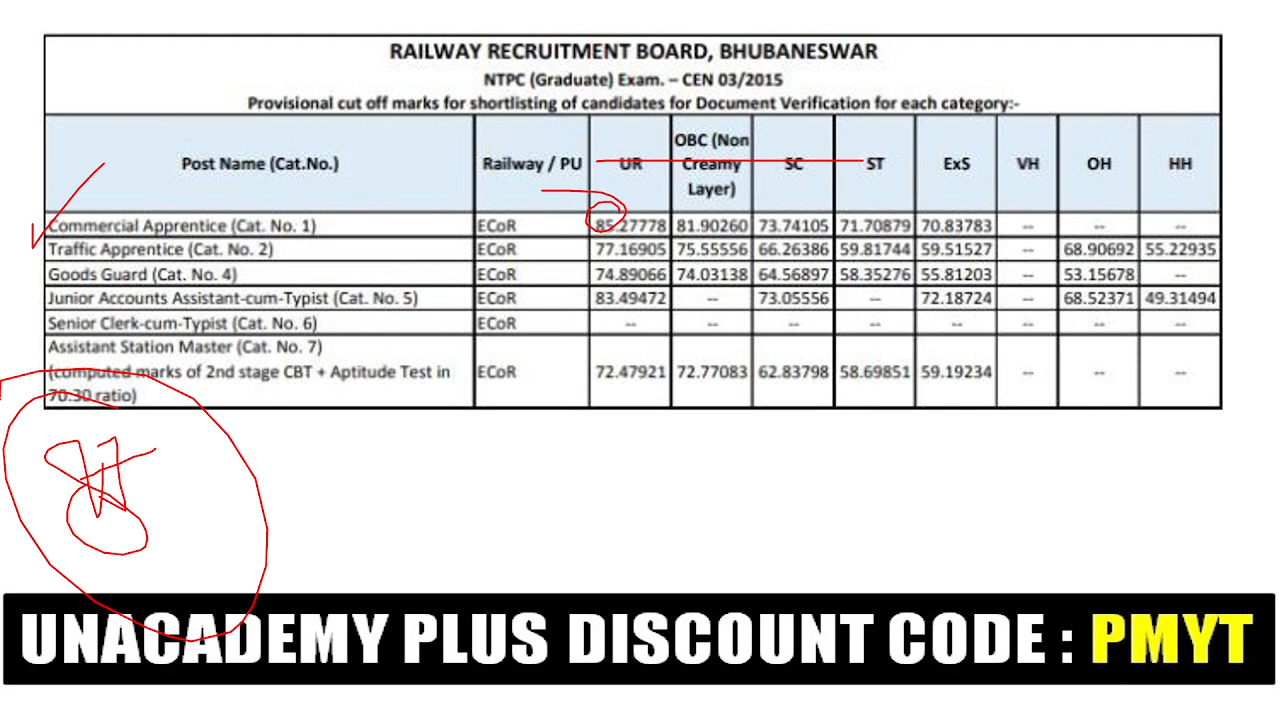 RAILWAY RECRUITMENT BOARD, BHUBANESWAR
NTPC (Graduate) Exam. – CEN 03/2015
Provisional cut off marks for shortlisting of candidates for Document Verification for each category:-
Post Name (Cat.No.) Railway / PU UR OBC (Non Creamy Layer) SC ST ExS VH OH HH
Commercial Apprentice (Cat. No. 1) ECoR 85.27778 81.90260 73.74105 71.70879 70.83783 -- -- --
Traffic Apprentice (Cat. No. 2) ECoR 77.16905 75.55556 66.26386 59.81744 59.51527 -- 68.90692 55.22935
Goods Guard (Cat. No. 4) ECoR 74.89066 74.03138 64.56897 58.35276 55.81203 -- 53.15678 --
Junior Accounts Assistant-cum-Typist (Cat. No. 5) ECoR 83.49472 -- 73.05556 -- 72.18724 -- 68.52371 49.31494
Senior Clerk-cum-Typist (Cat. No. 6) ECoR -- -- -- -- -- -- -- --
Assistant Station Master (Cat. No. 7)
(computed marks of 2nd stage CBT + Aptitude Test in ECoR 72.47921 72.77083 62.83798 58.69851 59.19234 -- -- --
70:30 ratio)
UNACADEMY PLUS DISCOUNT CODE : PMYT